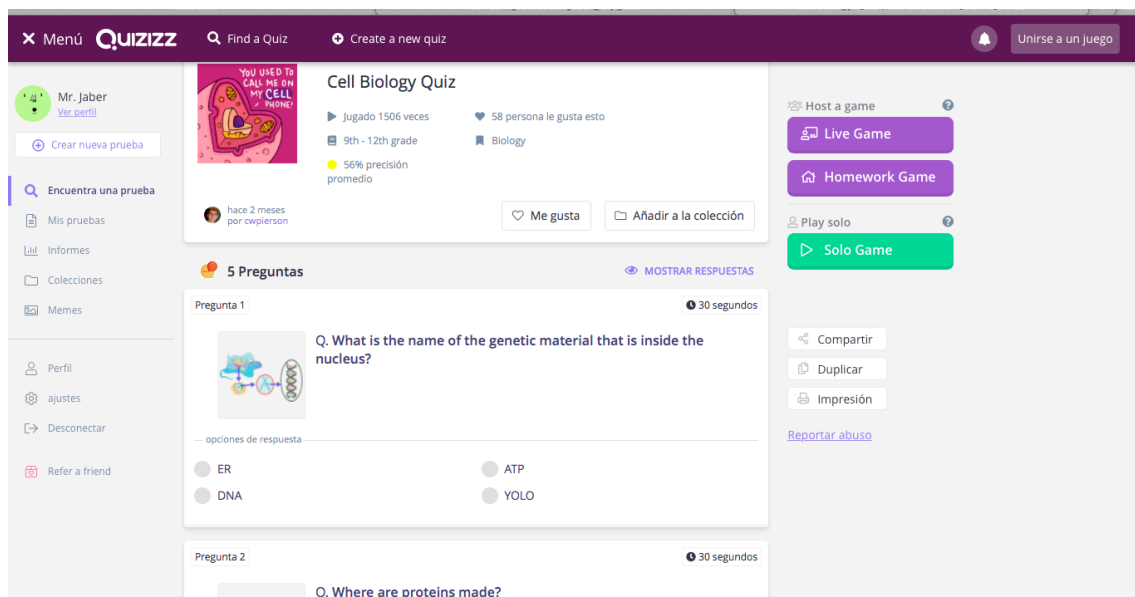 Menú
QUIZIZZ
Find a Quiz
Create a new quiz
Unirse a un juego
Mr. Jaber
Ver perfil
Crear nueva prueba
Encuentra una prueba
Mis pruebas
Informes
Colecciones
Memes
Perfil
ajustes
Desconectar
Refer a friend
YOU USED TO
CALL ME ON
MY CELL
PHONE!
Cell Biology Quiz
Jugado 1506 veces
58 persona le gusta esto
9th - 12th grade
Biology
56% precisión
promedio
hace 2 meses
por cwpierson
Me gusta
Añadir a la colección
5 Preguntas
MOSTRAR RESPUESTAS
Pregunta 1
30 segundos
Q. What is the name of the genetic material that is inside the
nucleus?
opciones de respuesta
ER
ATP
DNA
YOLO
Pregunta 2
30 segundos
Q. Where are proteins made?
Host a game
Live Game
Homework Game
Play solo
Solo Game
Compartir
Duplicar
Impresión
Reportar abuso